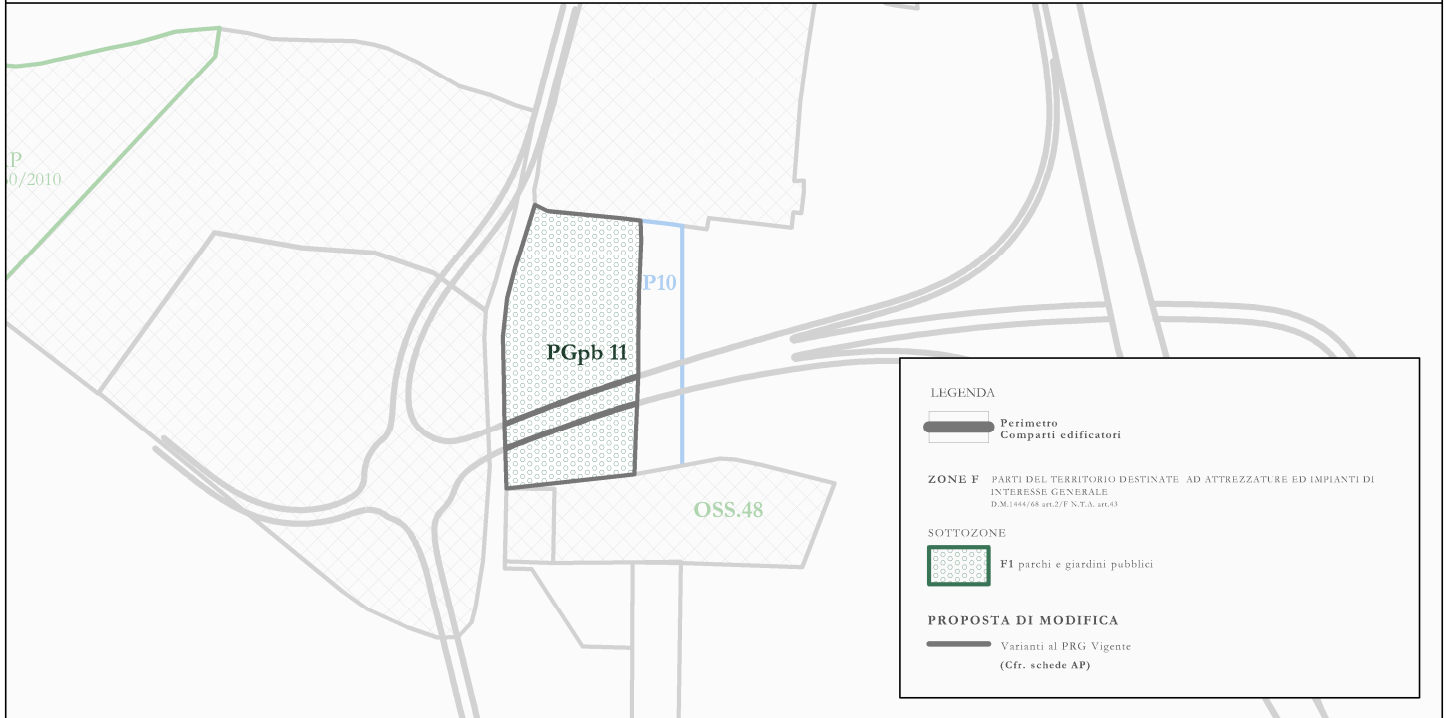 P
0/2010
P10
PGpb 11
OSS.48
LEGENDA
Perimetro
Comparti edificatori
ZONE F PARTI DEL TERRITORIO DESTINATE AD ATTREZZATURE ED IMPIANTI DI
INTERESSE GENERALE
D.M.1444/68 art.2/F N.T.A. art.43
SOTTOZONE
F1 parchi e giardini pubblici
PROPOSTA DI MODIFICA
Varianti al PRG Vigente
(Cfr. schede AP)